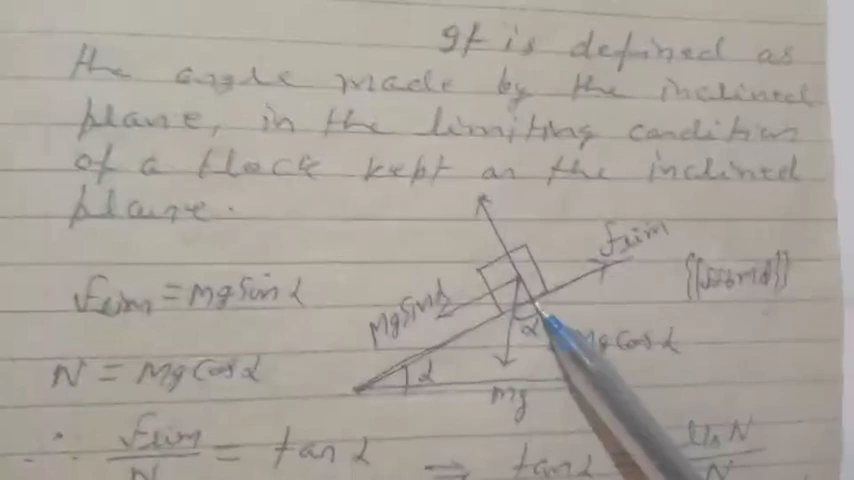 It is defined as
the angle made by the inclined
plane, in the limiting condition
of a block kept on the inclined
plane.
flim
flim = Mg Sin α
Mg Sin α
α
Mg Cos α
N = Mg Cos α
α
mg
∴ flim / N = tan α ⇒ tan α = N / N